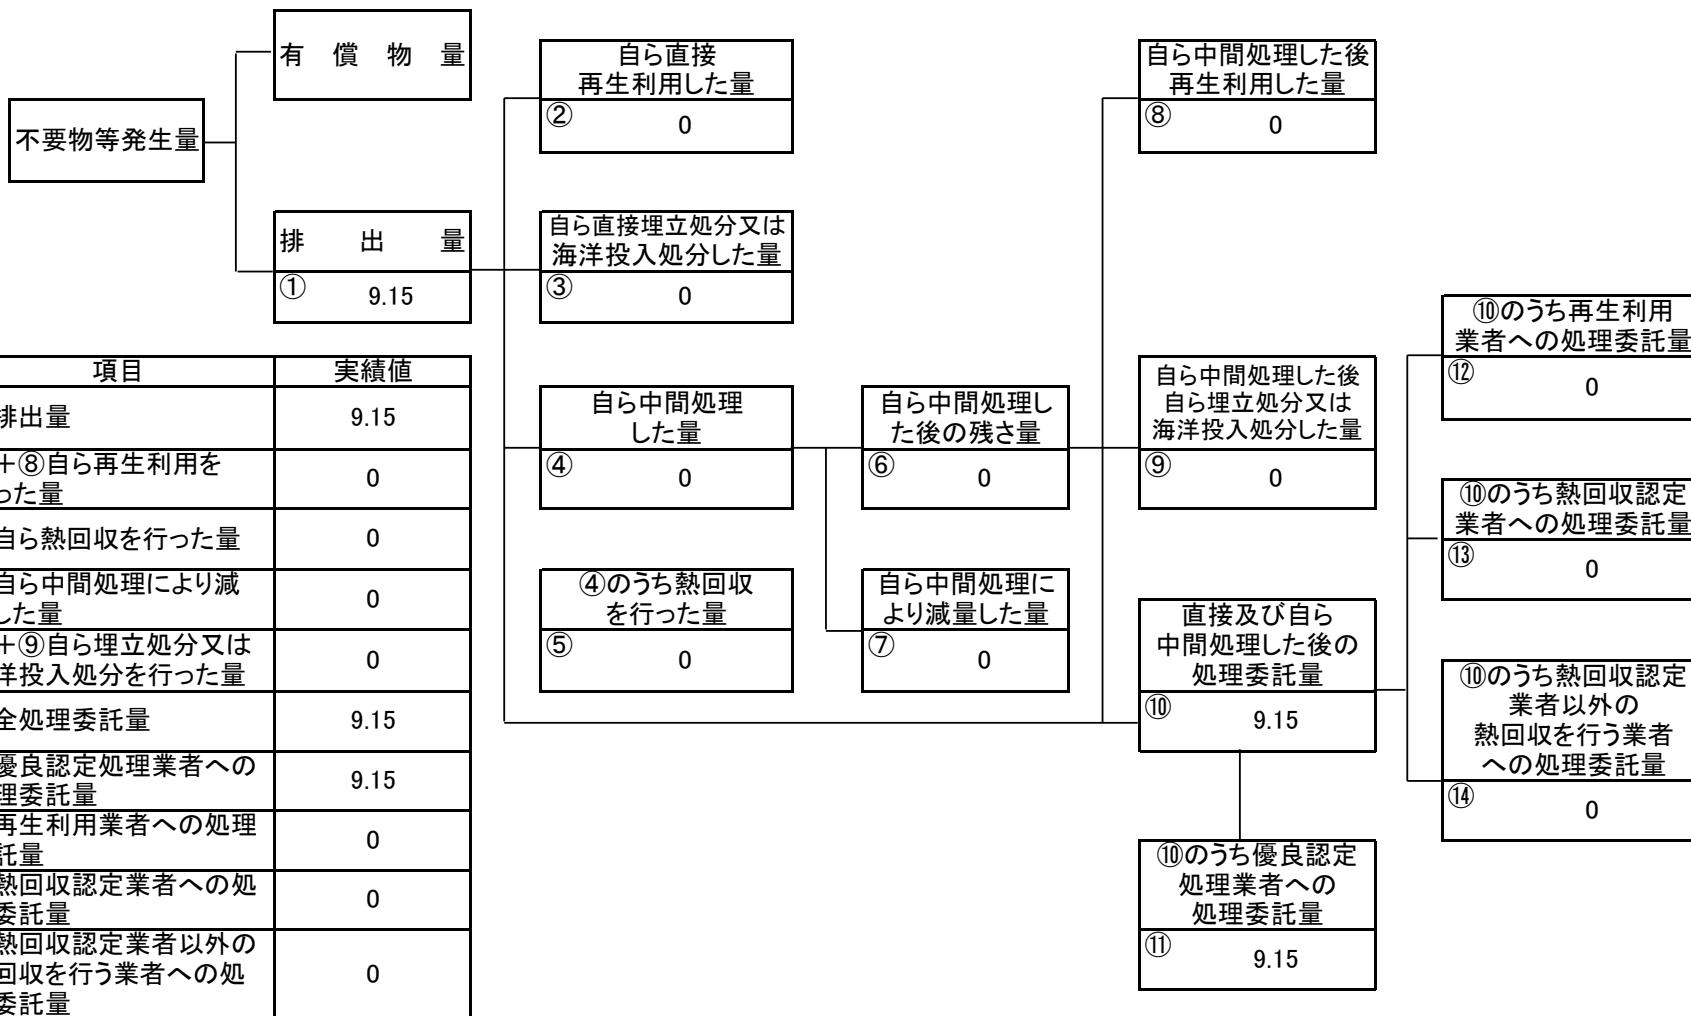 有償物量
不要物等発生量
排出量
① 9.15
自ら直接
再生利用した量
② 0
自ら直接埋立処分又は
海洋投入処分した量
③ 0
自ら中間処理
した量
④ 0
④のうち熱回収
を行った量
⑤ 0
自ら中間処理し
た後の残さ量
⑥ 0
自ら中間処理に
より減量した量
⑦ 0
自ら中間処理した後
再生利用した量
⑧ 0
自ら中間処理した後
自ら埋立処分又は
海洋投入処分した量
⑨ 0
直接及び自ら
中間処理した後の
処理委託量
⑩ 9.15
⑩のうち優良認定
処理業者への
処理委託量
⑪ 9.15
⑩のうち再生利用
業者への処理委託量
⑫ 0
⑩のうち熱回収認定
業者への処理委託量
⑬ 0
⑩のうち熱回収認定
業者以外の
熱回収を行う業者
への処理委託量
⑭ 0
項目 実績値
排出量 9.15
+⑧自ら再生利用を
った量 0
自ら熱回収を行った量 0
自ら中間処理により減
した量 0
+⑨自ら埋立処分又は
洋投入処分を行った量 0
全処理委託量 9.15
優良認定処理業者への
理委託量 9.15
再生利用業者への処理
託量 0
熱回収認定業者への処
委託量 0
熱回収認定業者以外の
回収を行う業者への処
委託量 0